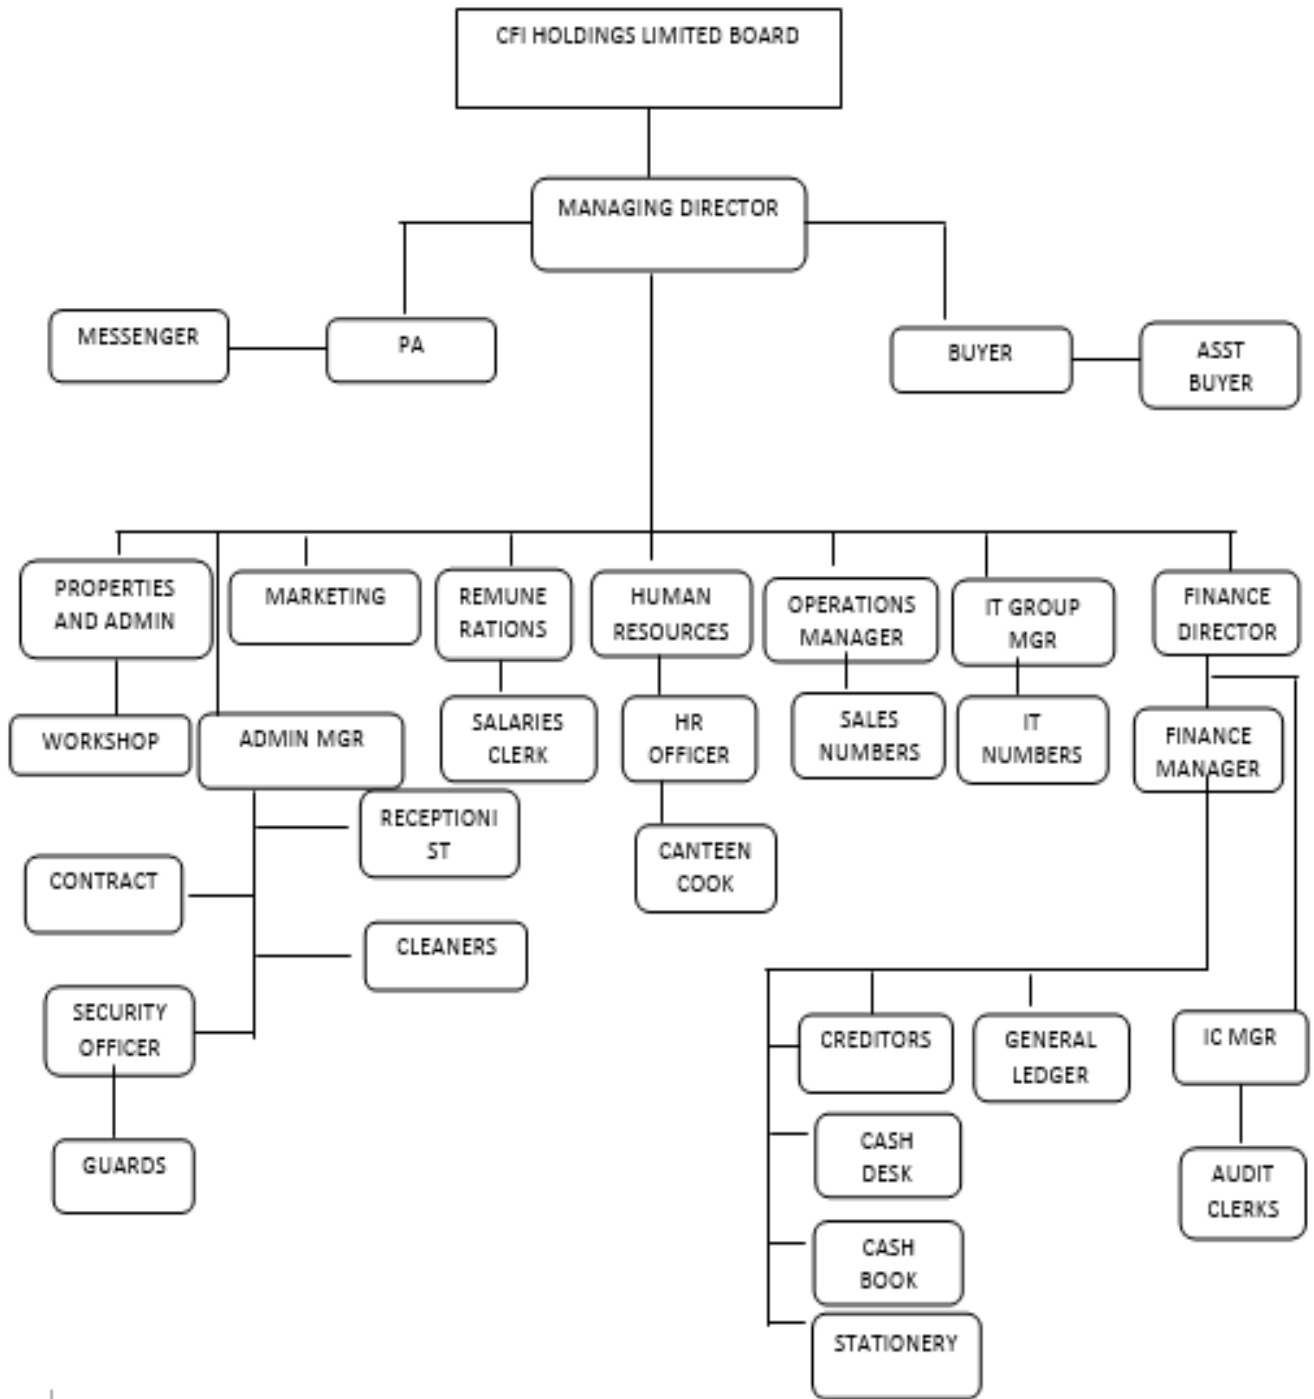 CFI HOLDINGS LIMITED BOARD
MANAGING DIRECTOR
MESSENGER
PA
BUYER
ASST
BUYER
PROPERTIES
AND ADMIN
MARKETING
REMUNE
RATIONS
HUMAN
RESOURCES
OPERATIONS
MANAGER
IT GROUP
MGR
FINANCE
DIRECTOR
WORKSHOP
ADMIN MGR
SALARIES
CLERK
HR
OFFICER
SALES
NUMBERS
IT
NUMBERS
FINANCE
MANAGER
RECEPTIONI
ST
CONTRACT
CANTEEN
COOK
CLEANERS
SECURITY
OFFICER
CREDITORS
GENERAL
LEDGER
IC MGR
GUARDS
CASH
DESK
AUDIT
CLERKS
CASH
BOOK
STATIONERY